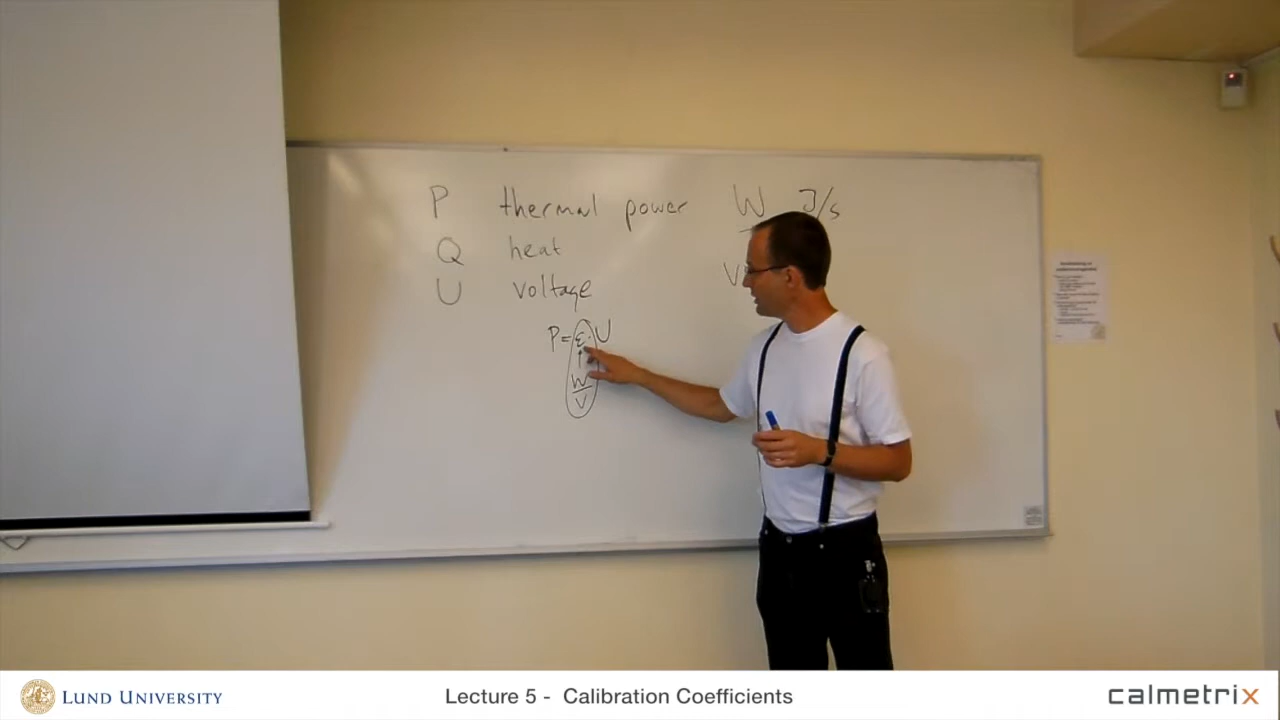 P thermal power W J/s
Q heat
U voltage V
P = ε · U
W
V
LUND UNIVERSITY
Lecture 5 - Calibration Coefficients
calmetrix